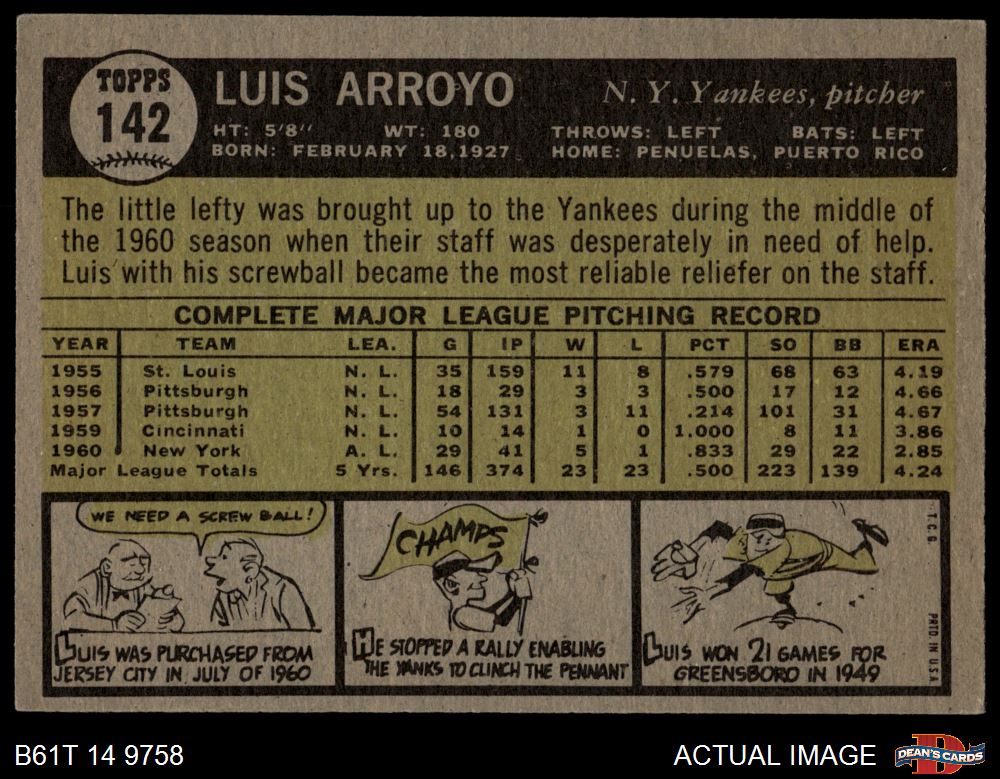 TOPPS
142
LUIS ARROYO
N. Y. Yankees, pitcher
HT: 5'8" WT: 180 THROWS: LEFT BATS: LEFT
BORN: FEBRUARY 18, 1927 HOME: PENUELAS, PUERTO RICO
The little lefty was brought up to the Yankees during the middle of
the 1960 season when their staff was desperately in need of help.
Luis with his screwball became the most reliable reliefer on the staff.
COMPLETE MAJOR LEAGUE PITCHING RECORD
YEAR TEAM LEA. G IP W L PCT SO BB ERA
1955 St. Louis N. L. 35 159 11 8 .579 68 63 4.19
1956 Pittsburgh N. L. 18 29 3 3 .500 17 12 4.66
1957 Pittsburgh N. L. 54 131 3 11 .214 101 31 4.67
1959 Cincinnati N. L. 10 14 1 0 1.000 8 11 3.86
1960 New York A. L. 29 41 5 1 .833 29 22 2.85
Major League Totals 5 Yrs. 146 374 23 23 .500 223 139 4.24
WE NEED A SCREW BALL!
LUIS WAS PURCHASED FROM
JERSEY CITY IN JULY OF 1960
CHAMPS
HE STOPPED A RALLY ENABLING
THE YANKS TO CLINCH THE PENNANT
LUIS WON 21 GAMES FOR
GREENSBORO IN 1949
T.C.G.
PRTD. IN U.S.A.
B61T 14 9758
ACTUAL IMAGE
DEAN'S CARDS